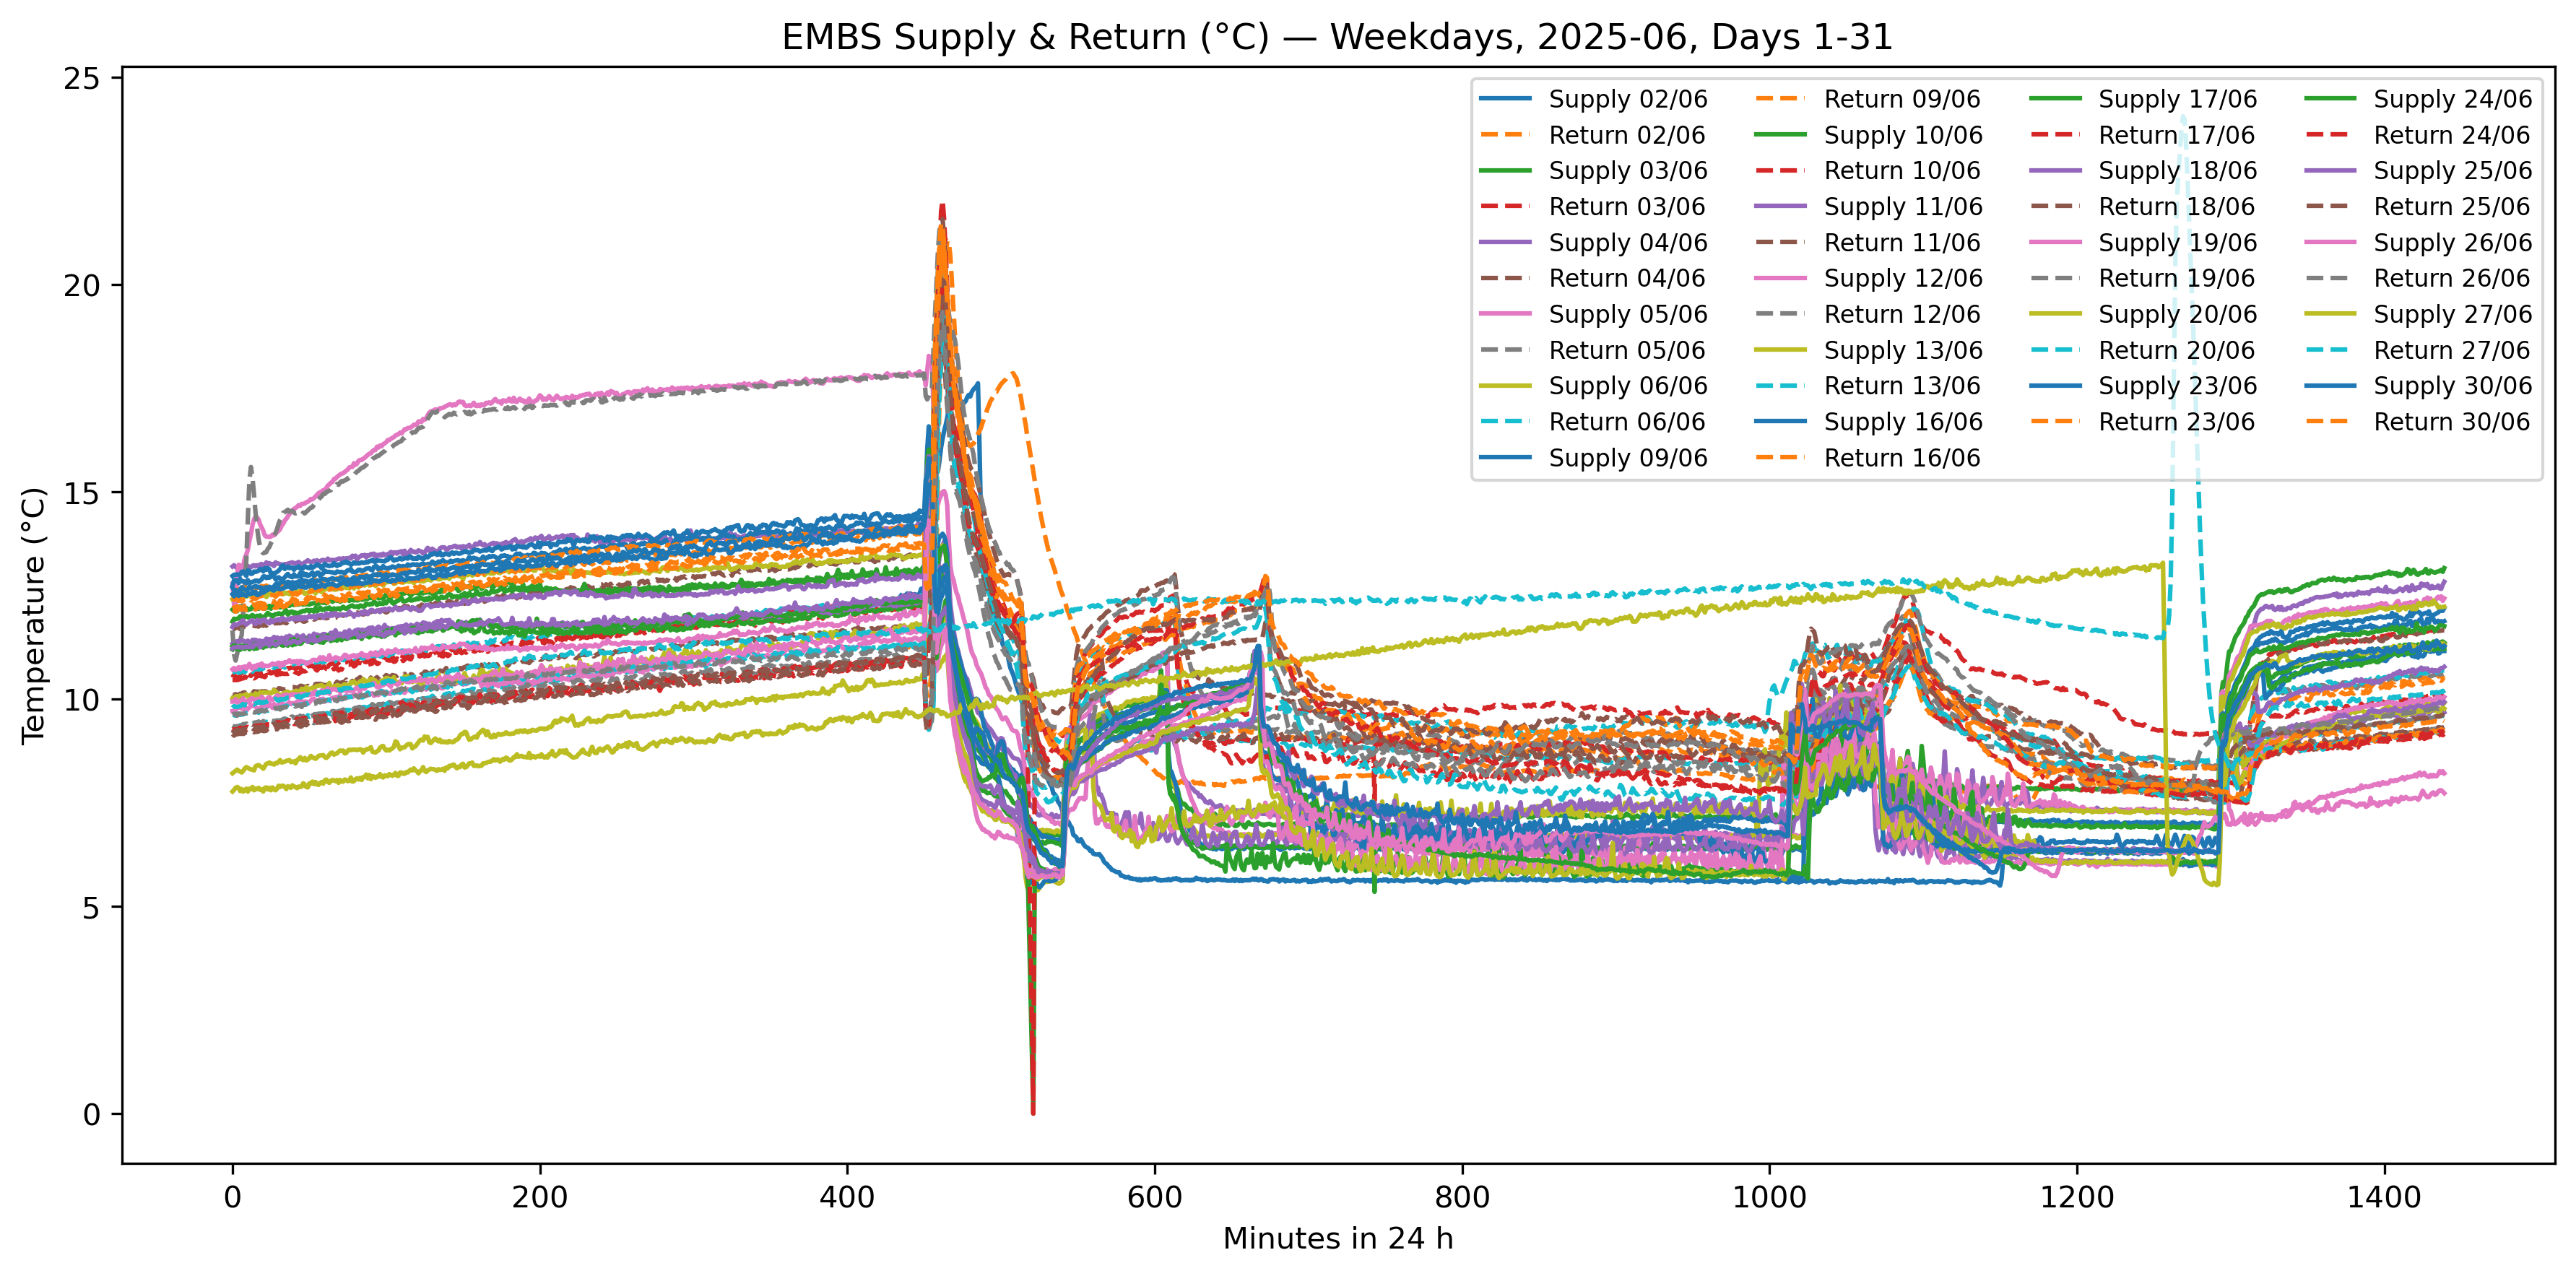 EMBS Supply & Return (°C) — Weekdays, 2025-06, Days 1-31
Temperature (°C)
25
20
15
10
5
0
Supply 02/06
Return 02/06
Supply 03/06
Return 03/06
Supply 04/06
Return 04/06
Supply 05/06
Return 05/06
Supply 06/06
Return 06/06
Supply 09/06
Return 09/06
Supply 10/06
Return 10/06
Supply 11/06
Return 11/06
Supply 12/06
Return 12/06
Supply 13/06
Return 13/06
Supply 16/06
Return 16/06
Supply 17/06
Return 17/06
Supply 18/06
Return 18/06
Supply 19/06
Return 19/06
Supply 20/06
Return 20/06
Supply 23/06
Return 23/06
Supply 24/06
Return 24/06
Supply 25/06
Return 25/06
Supply 26/06
Return 26/06
Supply 27/06
Return 27/06
Supply 30/06
Return 30/06
0 200 400 600 800 1000 1200 1400
Minutes in 24 h